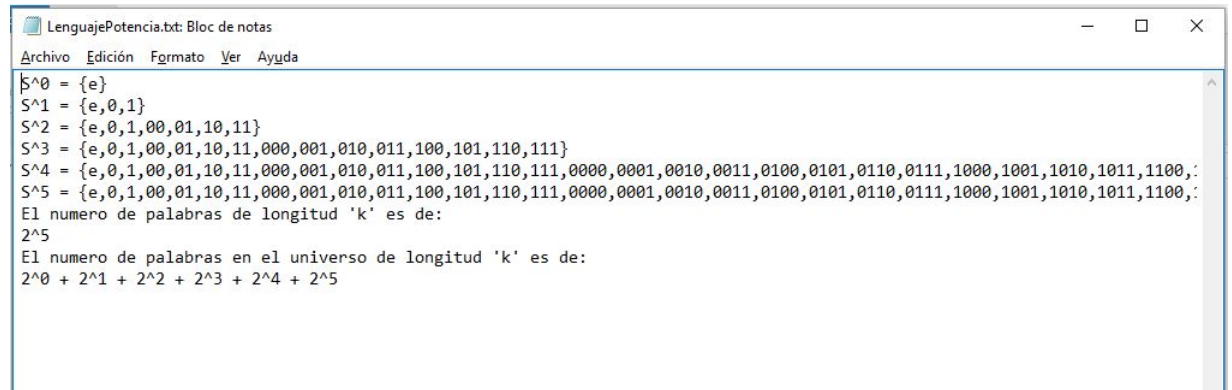 LenguajePotencia.txt: Bloc de notas
Archivo Edición Formato Ver Ayuda
S^0 = {e}
S^1 = {e,0,1}
S^2 = {e,0,1,00,01,10,11}
S^3 = {e,0,1,00,01,10,11,000,001,010,011,100,101,110,111}
S^4 = {e,0,1,00,01,10,11,000,001,010,011,100,101,110,111,0000,0001,0010,0011,0100,0101,0110,0111,1000,1001,1010,1011,1100,
S^5 = {e,0,1,00,01,10,11,000,001,010,011,100,101,110,111,0000,0001,0010,0011,0100,0101,0110,0111,1000,1001,1010,1011,1100,
El numero de palabras de longitud 'k' es de:
2^5
El numero de palabras en el universo de longitud 'k' es de:
2^0 + 2^1 + 2^2 + 2^3 + 2^4 + 2^5